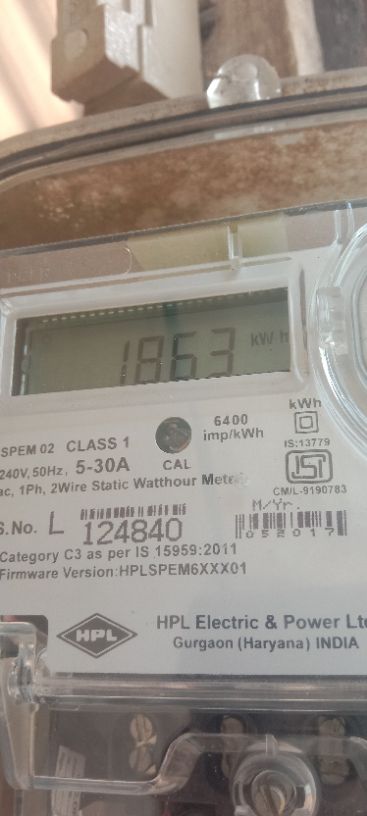 1863 kWh
kWh
6400
imp/kWh
IS:13779
SPEM 02 CLASS 1
240V, 50Hz, 5-30A
CAL
ac, 1Ph, 2Wire Static Watthour Meter
CM/L-9190783
M/Yr.
S.No. L 124840
052017
Category C3 as per IS 15959:2011
Firmware Version:HPLSPEM6XXX01
HPL
HPL Electric & Power Ltd
Gurgaon (Haryana) INDIA